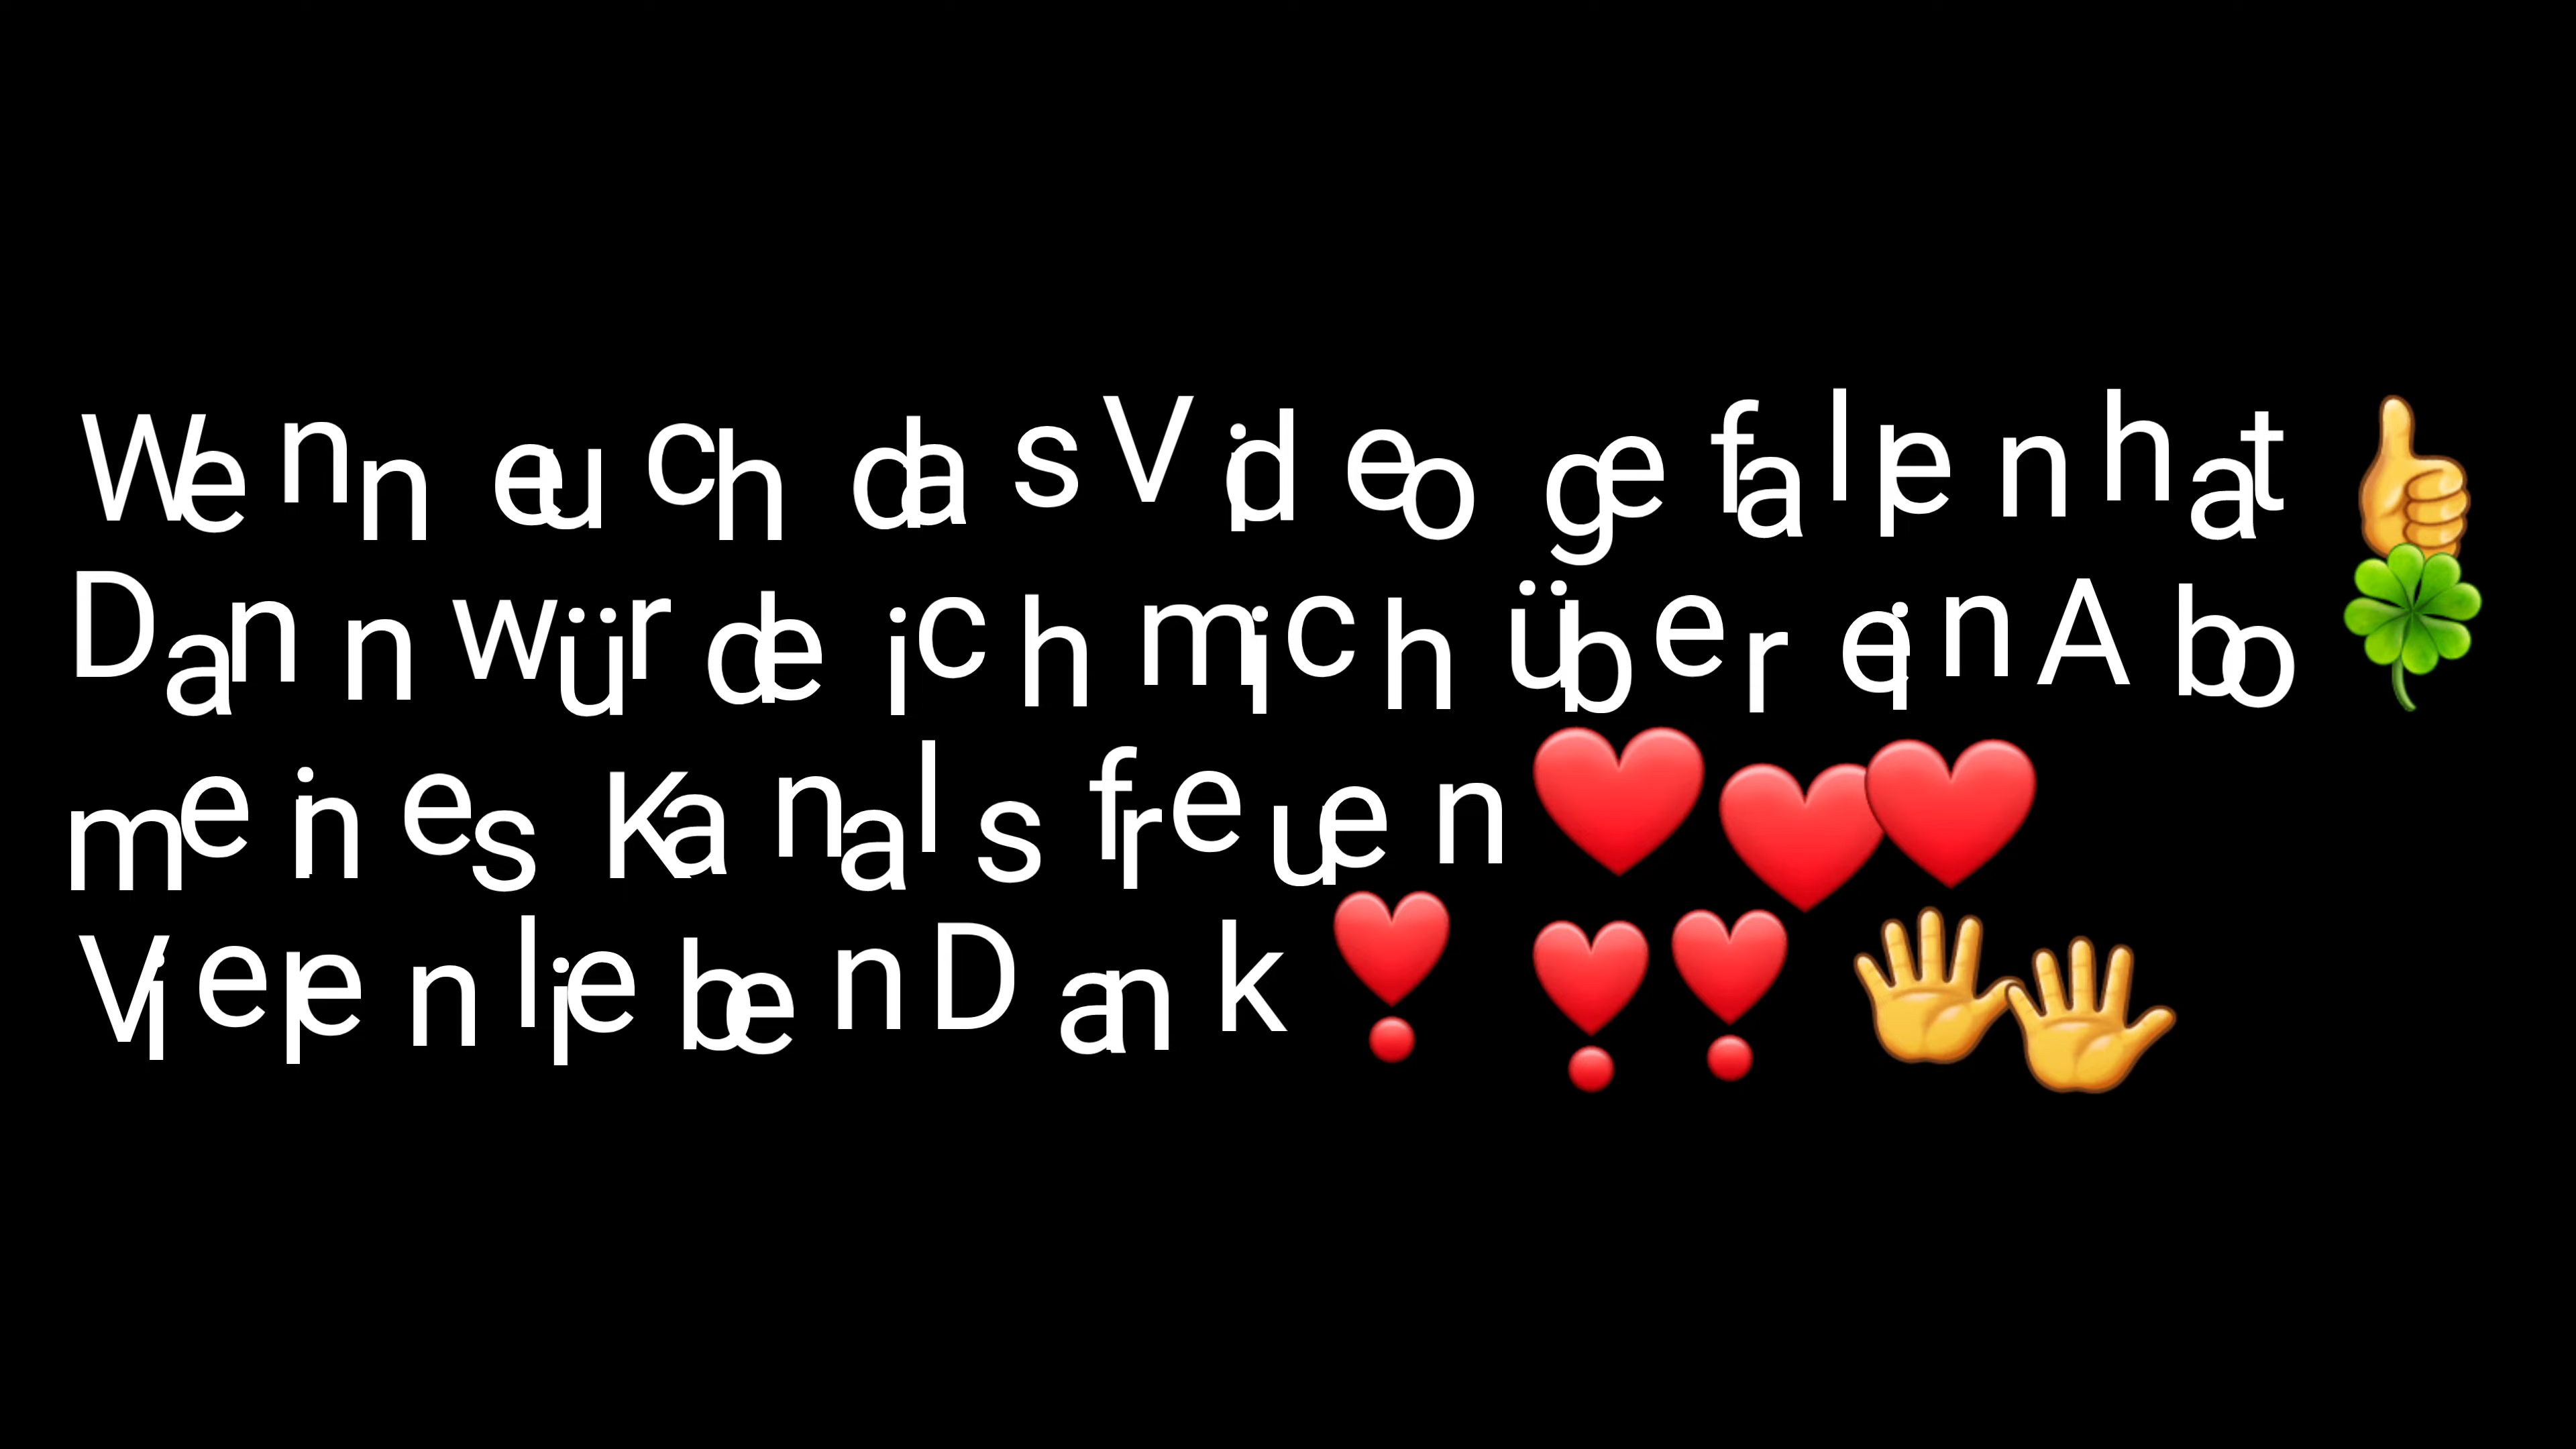 Wenn euch das Video gefallen hat 👍
Dann würde ich mich über ein Abo 🍀
meines Kanals freuen ❤️❤️❤️
Vielen lieben Dank ❣️❣️❣️👋👋